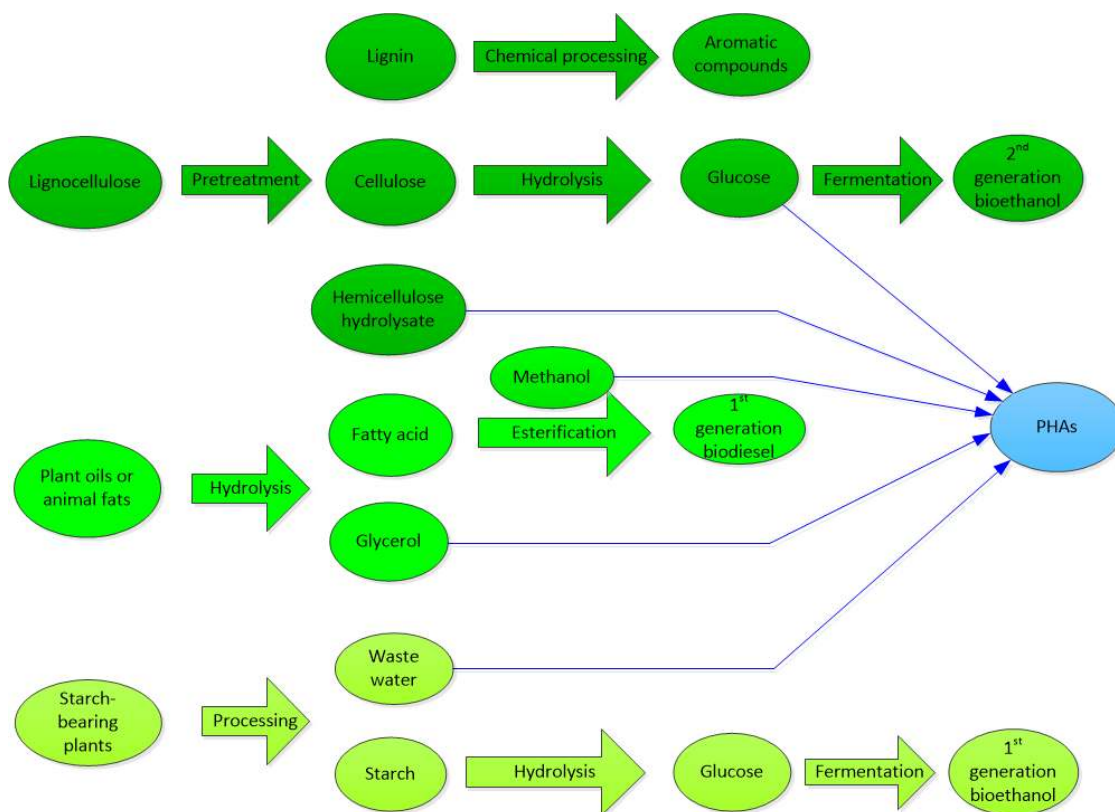 Lignin
Chemical processing
Aromatic
compounds
Lignocellulose
Pretreatment
Cellulose
Hydrolysis
Glucose
Fermentation
2nd
generation
bioethanol
Hemicellulose
hydrolysate
Methanol
Fatty acid
Esterification
1st
generation
biodiesel
PHAs
Plant oils or
animal fats
Hydrolysis
Glycerol
Waste
water
Starch-
bearing
plants
Processing
Starch
Hydrolysis
Glucose
Fermentation
1st
generation
bioethanol